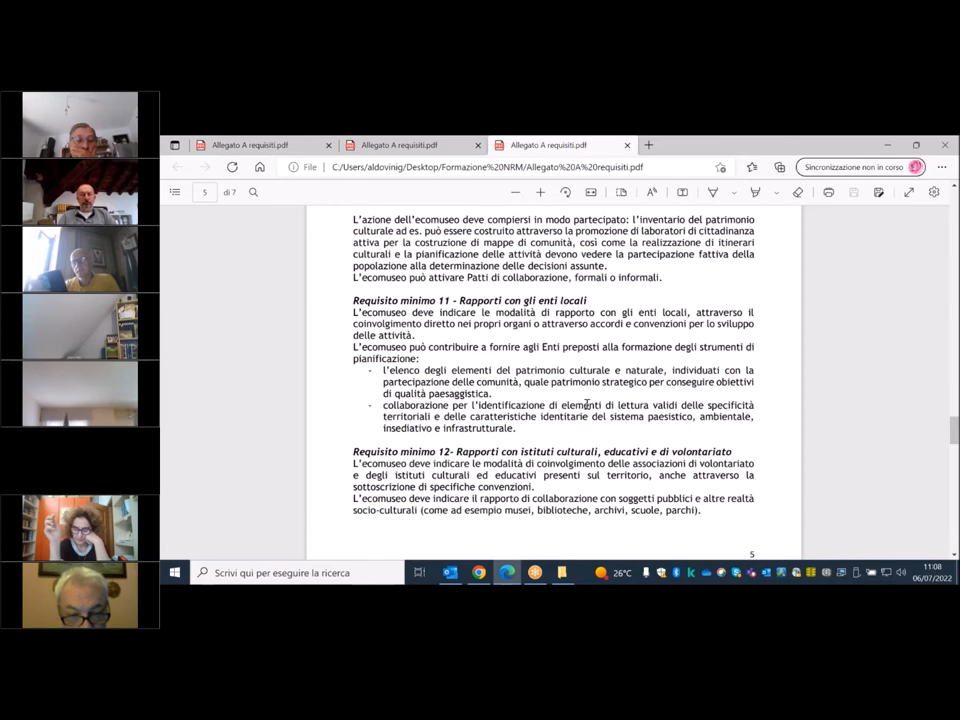 Allegato A requisiti.pdf
Allegato A requisiti.pdf
Allegato A requisiti.pdf
File
C:/Users/aldovinig/Desktop/Formazione%20NRM/Allegato%20A%20requisiti.pdf
Sincronizzazione non in corso
5 di 7
L'azione dell'ecomuseo deve compiersi in modo partecipato: l'inventario del patrimonio
culturale ad es. può essere costruito attraverso la promozione di laboratori di cittadinanza
attiva per la costruzione di mappe di comunità, così come la realizzazione di itinerari
culturali e la pianificazione delle attività devono vedere la partecipazione fattiva della
popolazione alla determinazione delle decisioni assunte.
L'ecomuseo può attivare Patti di collaborazione, formali o informali.
Requisito minimo 11 - Rapporti con gli enti locali
L'ecomuseo deve indicare le modalità di rapporto con gli enti locali, attraverso il
coinvolgimento diretto nei propri organi o attraverso accordi e convenzioni per lo sviluppo
delle attività.
L'ecomuseo può contribuire a fornire agli Enti preposti alla formazione degli strumenti di
pianificazione:
- l'elenco degli elementi del patrimonio culturale e naturale, individuati con la
partecipazione delle comunità, quale patrimonio strategico per conseguire obiettivi
di qualità paesaggistica.
- collaborazione per l'identificazione di elementi di lettura validi delle specificità
territoriali e delle caratteristiche identitarie del sistema paesistico, ambientale,
insediativo e infrastrutturale.
Requisito minimo 12- Rapporti con istituti culturali, educativi e di volontariato
L'ecomuseo deve indicare le modalità di coinvolgimento delle associazioni di volontariato
e degli istituti culturali ed educativi presenti sul territorio, anche attraverso la
sottoscrizione di specifiche convenzioni.
L'ecomuseo deve indicare il rapporto di collaborazione con soggetti pubblici e altre realtà
socio-culturali (come ad esempio musei, biblioteche, archivi, scuole, parchi).
5
Scrivi qui per eseguire la ricerca
26°C
11:08
06/07/2022